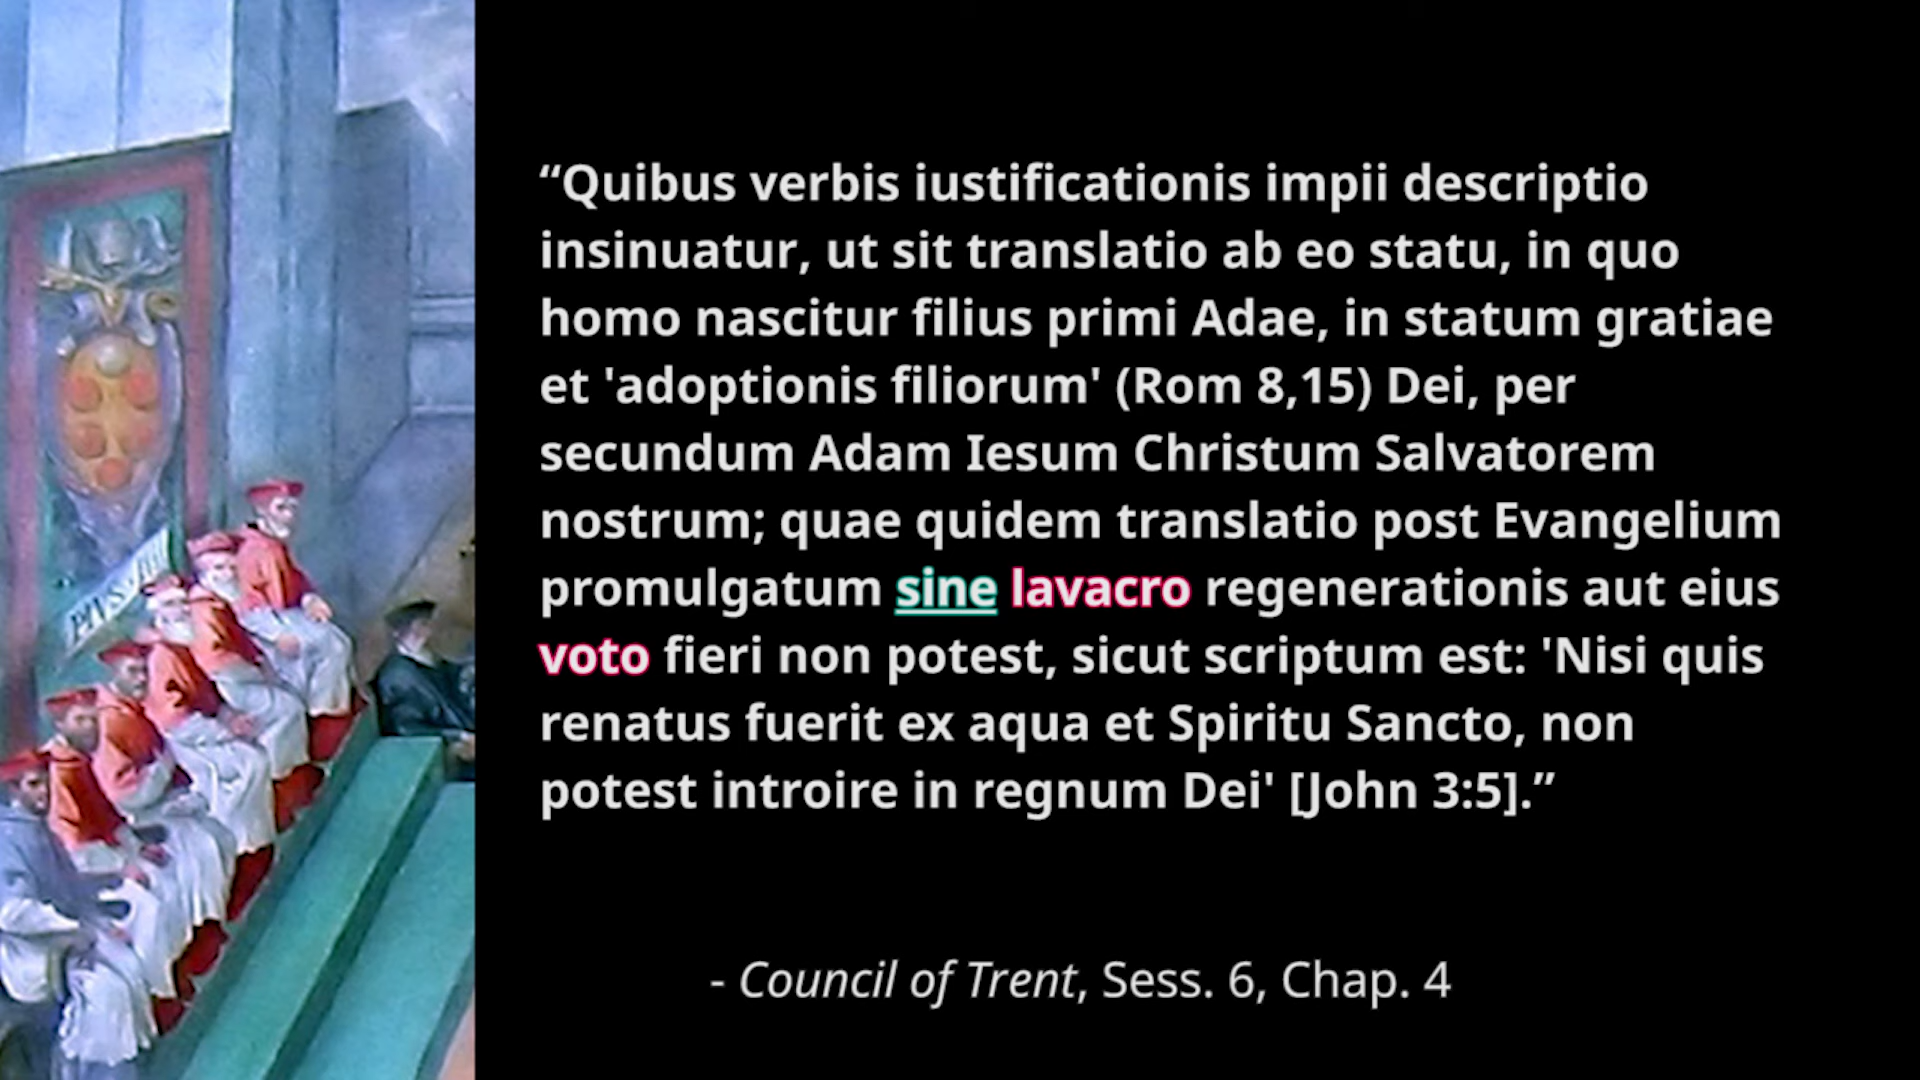 “Quibus verbis iustificationis impii descriptio
insinuatur, ut sit translatio ab eo statu, in quo
homo nascitur filius primi Adae, in statum gratiae
et 'adoptionis filiorum' (Rom 8,15) Dei, per
secundum Adam Iesum Christum Salvatorem
nostrum; quae quidem translatio post Evangelium
promulgatum sine lavacro regenerationis aut eius
voto fieri non potest, sicut scriptum est: 'Nisi quis
renatus fuerit ex aqua et Spiritu Sancto, non
potest introire in regnum Dei' [John 3:5].”
- Council of Trent, Sess. 6, Chap. 4